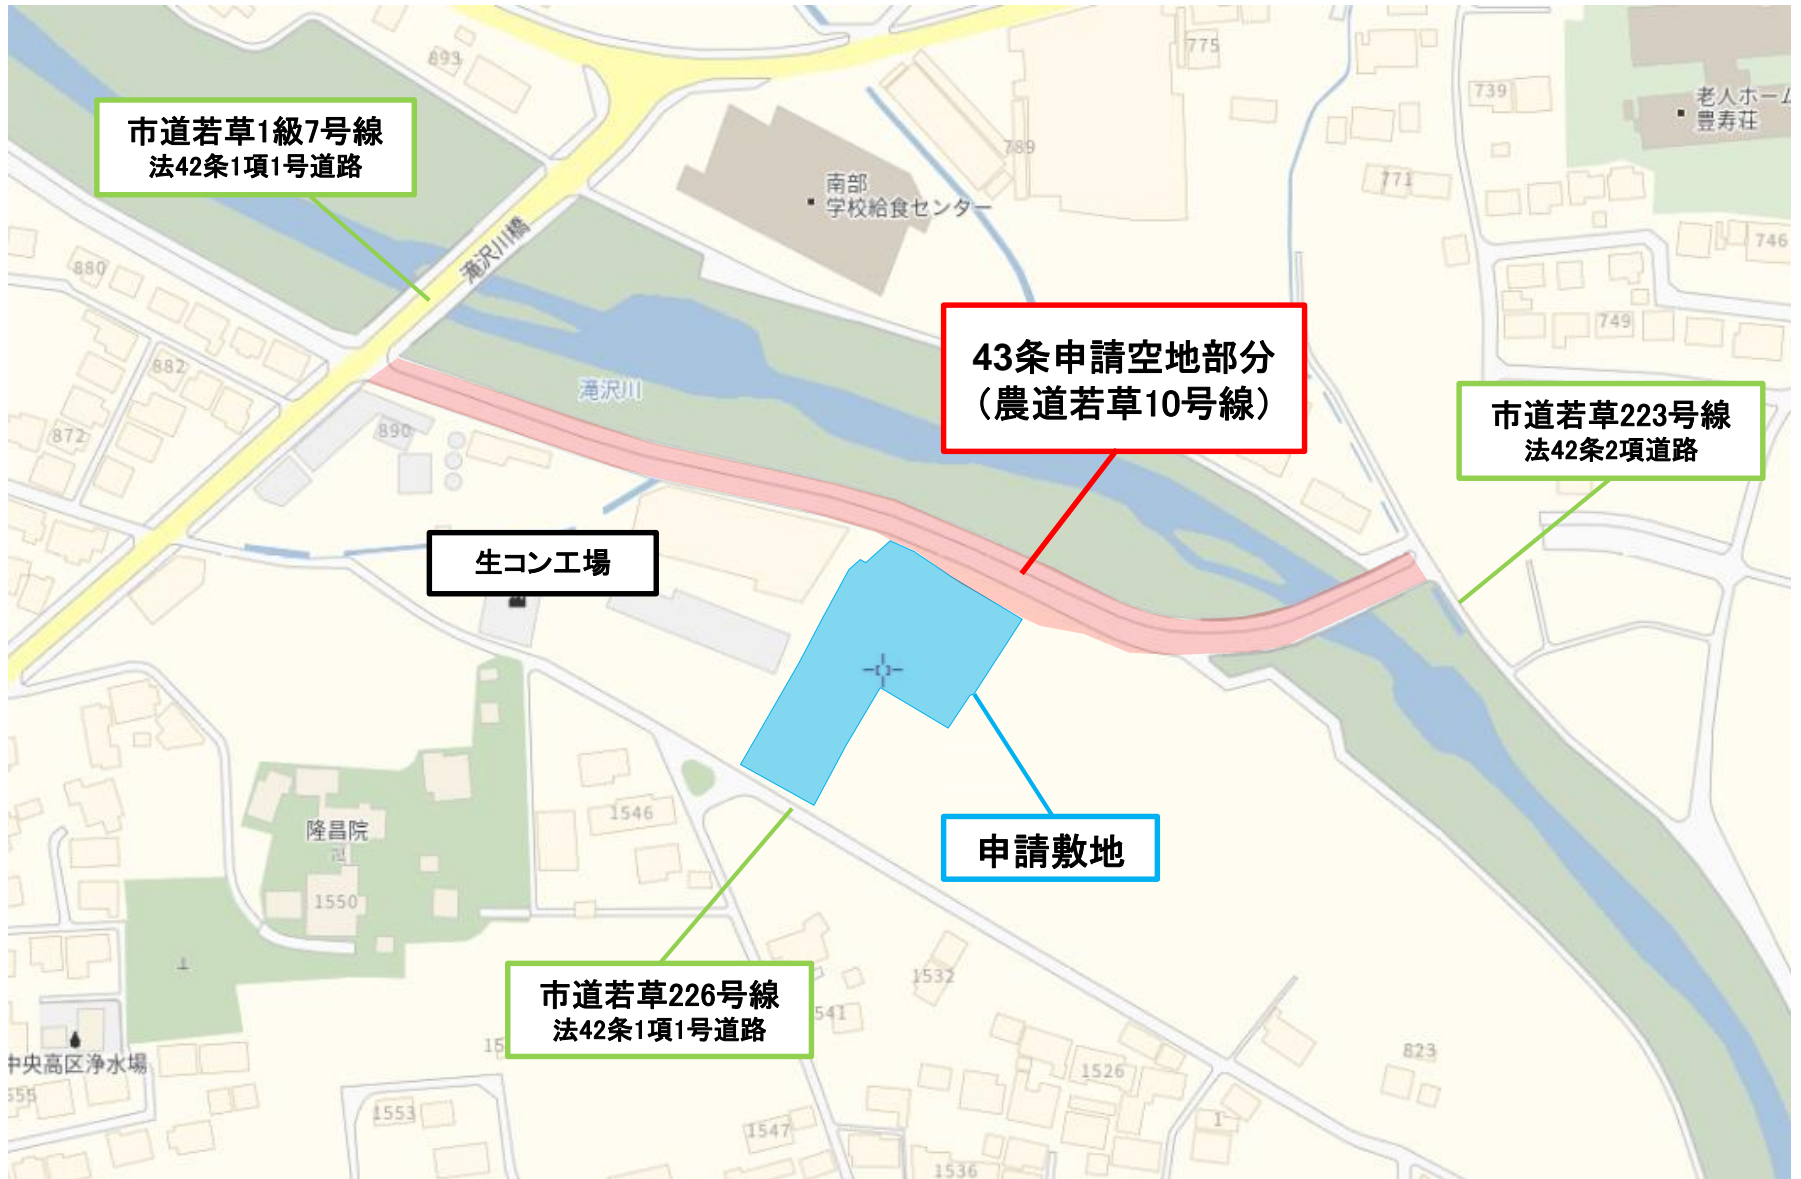 893
775
739
老人ホーム
豊寿荘
市道若草1級7号線
法42条1項1号道路
789
南部
学校給食センター
771
746
滝沢川橋
880
749
43条申請空地部分
（農道若草10号線）
882
滝沢川
市道若草223号線
法42条2項道路
872
890
生コン工場
1546
隆昌院
卍
申請敷地
1550
1532
市道若草226号線
法42条1項1号道路
541
15
中央高区浄水場
555
823
1526
1553
1547
1
1536